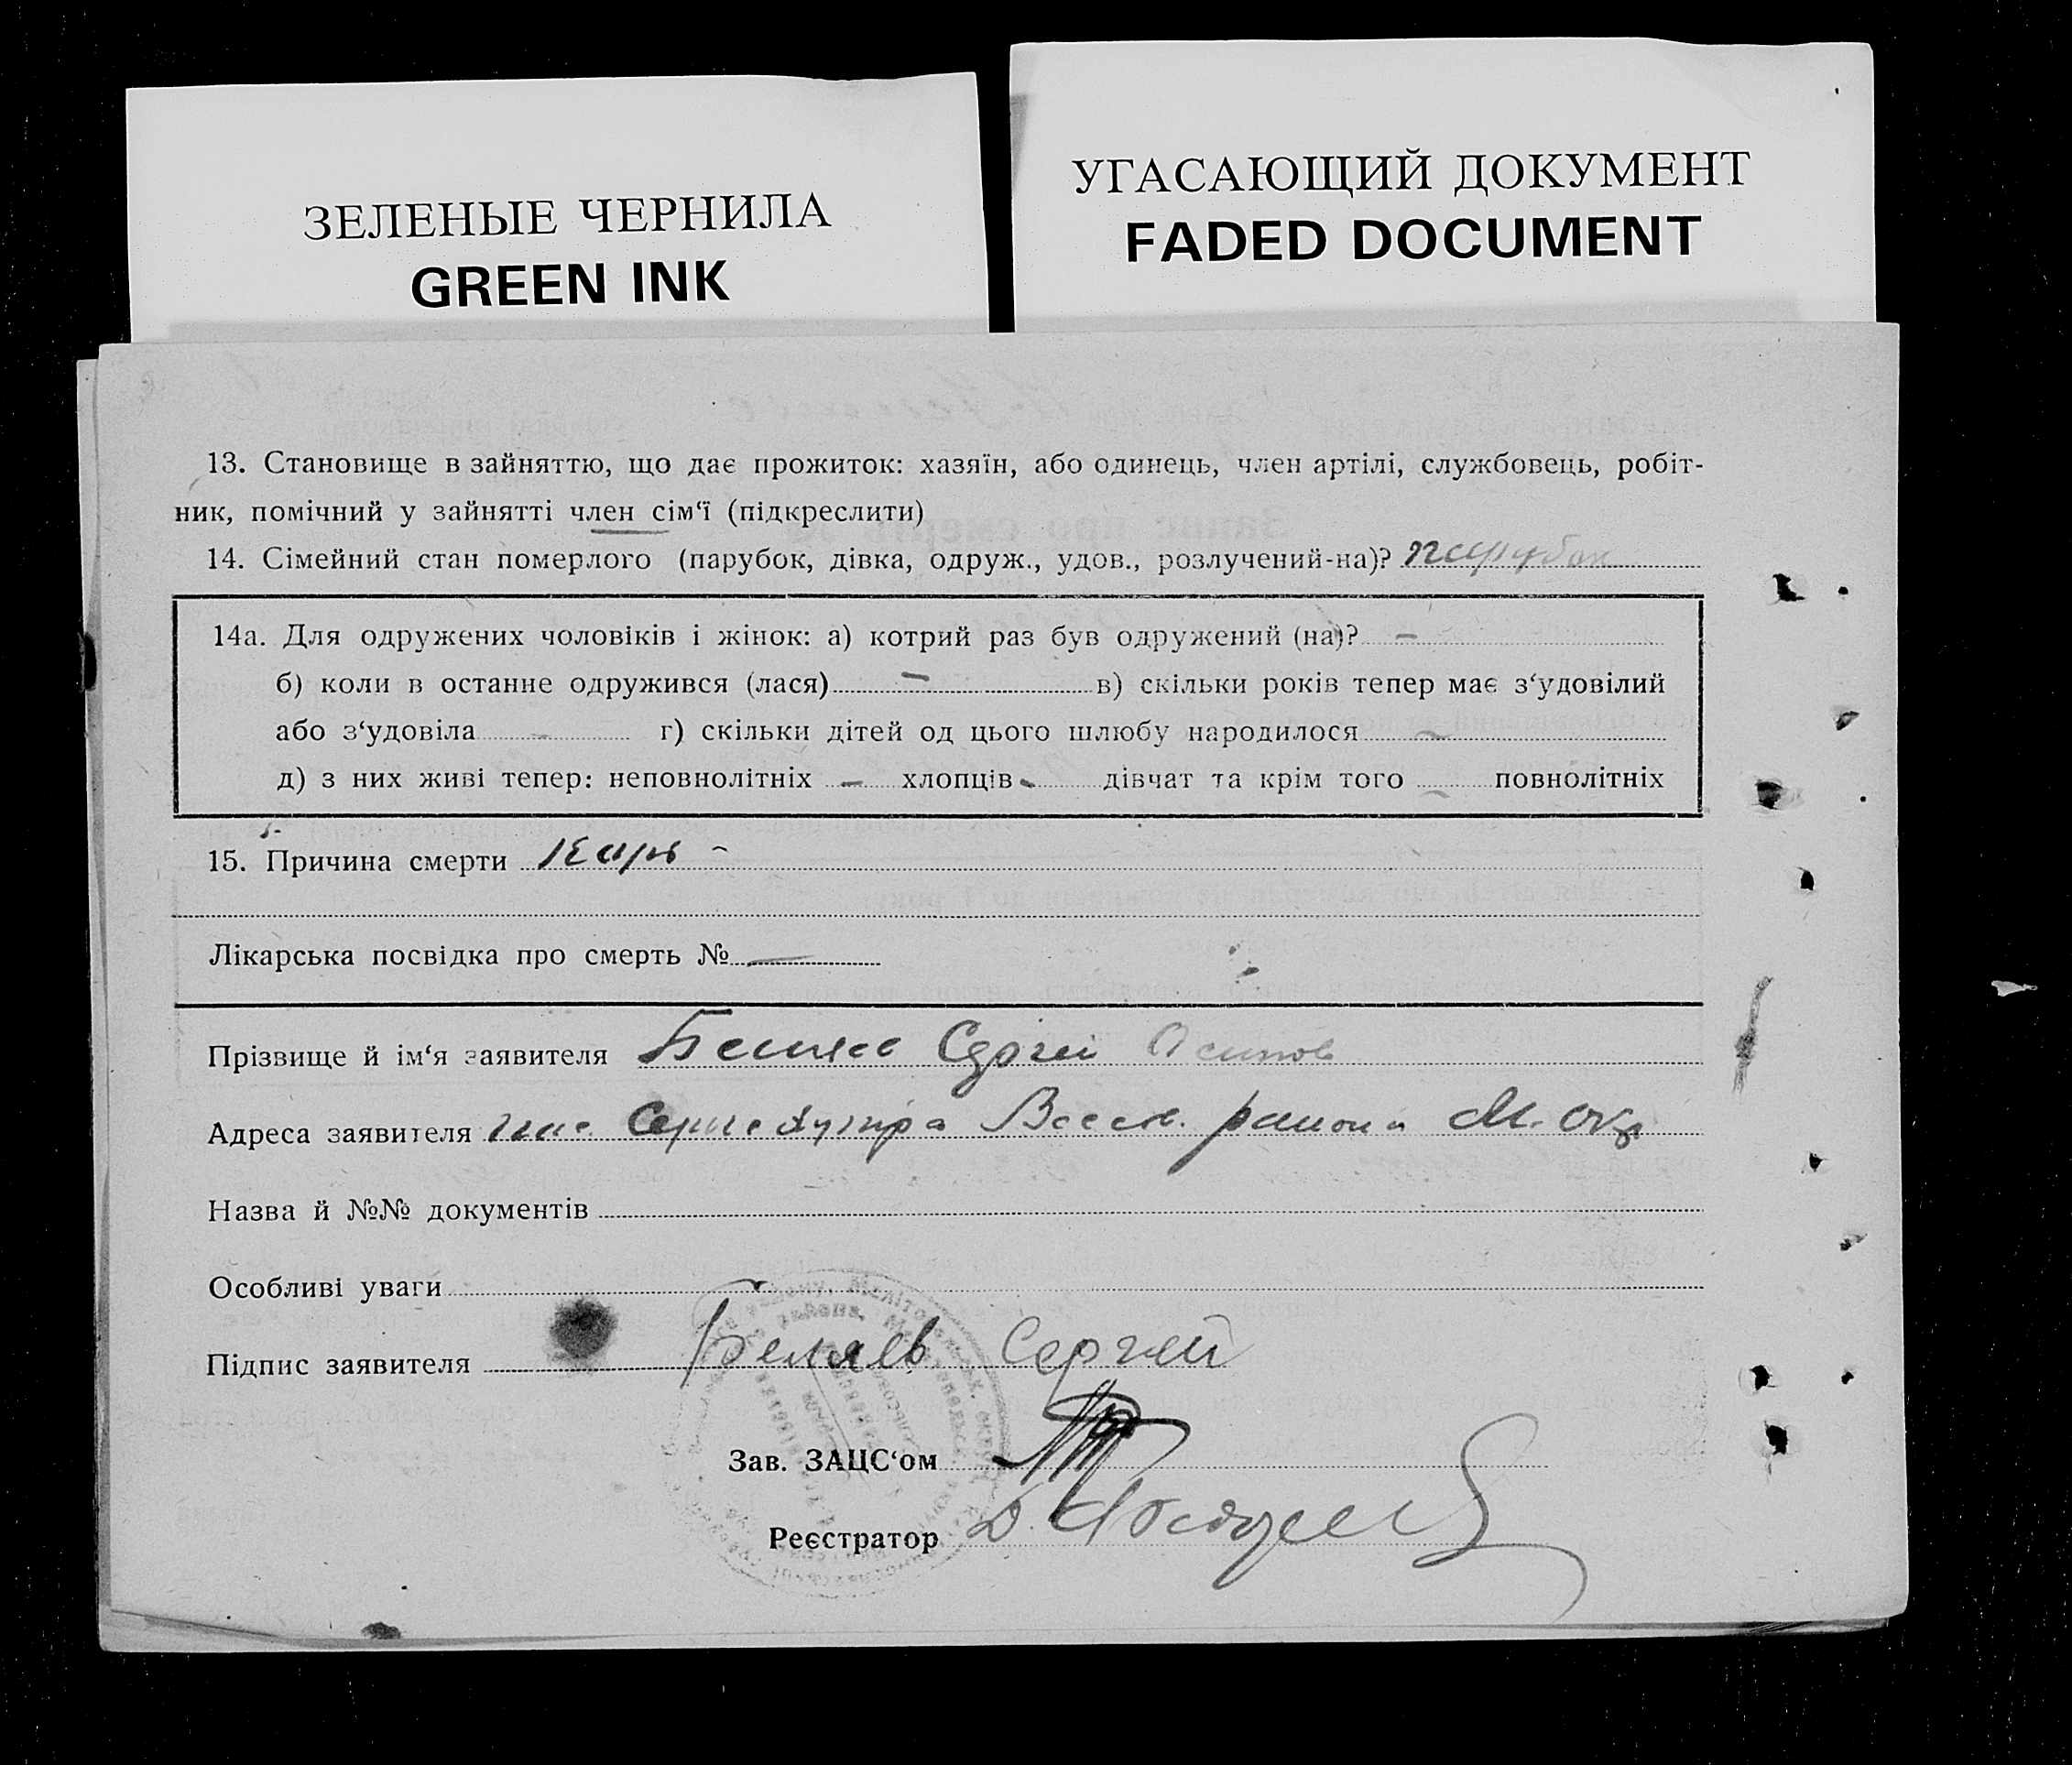 ЗЕЛЕНЫЕ ЧЕРНИЛА
GREEN INK
УГАСАЮЩИЙ ДОКУМЕНТ
FADED DOCUMENT
13. Становище в зайняттю, що дає прожиток: хазяїн, або одинець, член артілі, службовець, робіт-
ник, помічний у зайнятті член сім‘ї (підкреслити)
14. Сімейний стан померлого (парубок, дівка, одруж., удов., розлучений-на)? парубок
14а. Для одружених чоловіків і жінок: а) котрий раз був одружений (на)? –
б) коли в останне одружився (лася) – в) скільки років тепер має з‘удовілий
або з‘удовіла – г) скільки дітей од цього шлюбу народилося –
д) з них живі тепер: неповнолітніх – хлопців – дівчат та крім того – повнолітніх
15. Причина смерти
Лікарська посвідка про смерть № —
Прізвище й ім‘я заявителя Беляев Сергей Осипов
Адреса заявителя района М. окр
Назва й №№ документів
Особливі уваги
Підпис заявителя Беляев Сергей
Зав. ЗАЦС‘ом
Реєстратор